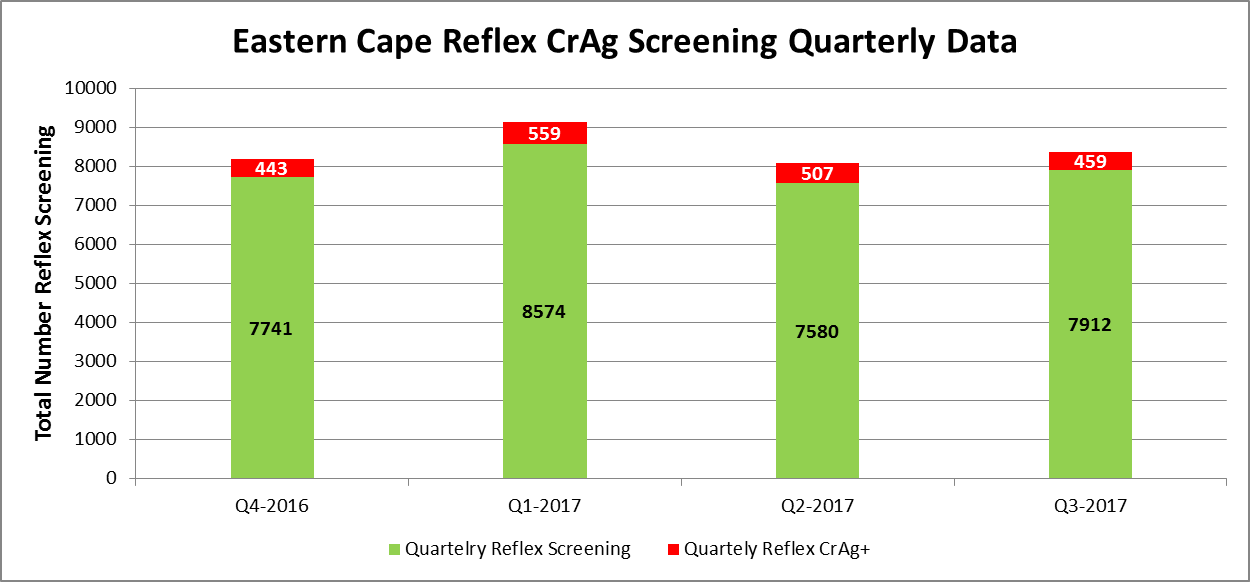 Eastern Cape Reflex CrAg Screening Quarterly Data
Total Number Reflex Screening
10000
9000
8000
7000
6000
5000
4000
3000
2000
1000
0
443
559
507
459
7741
8574
7580
7912
Q4-2016
Q1-2017
Q2-2017
Q3-2017
Quartelry Reflex Screening
Quartely Reflex CrAg+